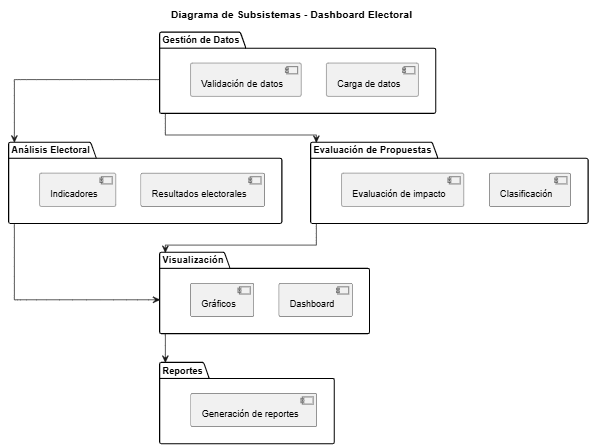 Diagrama de Subsistemas - Dashboard Electoral
Gestión de Datos
Validación de datos
Carga de datos
Análisis Electoral
Indicadores
Resultados electorales
Evaluación de Propuestas
Evaluación de impacto
Clasificación
Visualización
Gráficos
Dashboard
Reportes
Generación de reportes